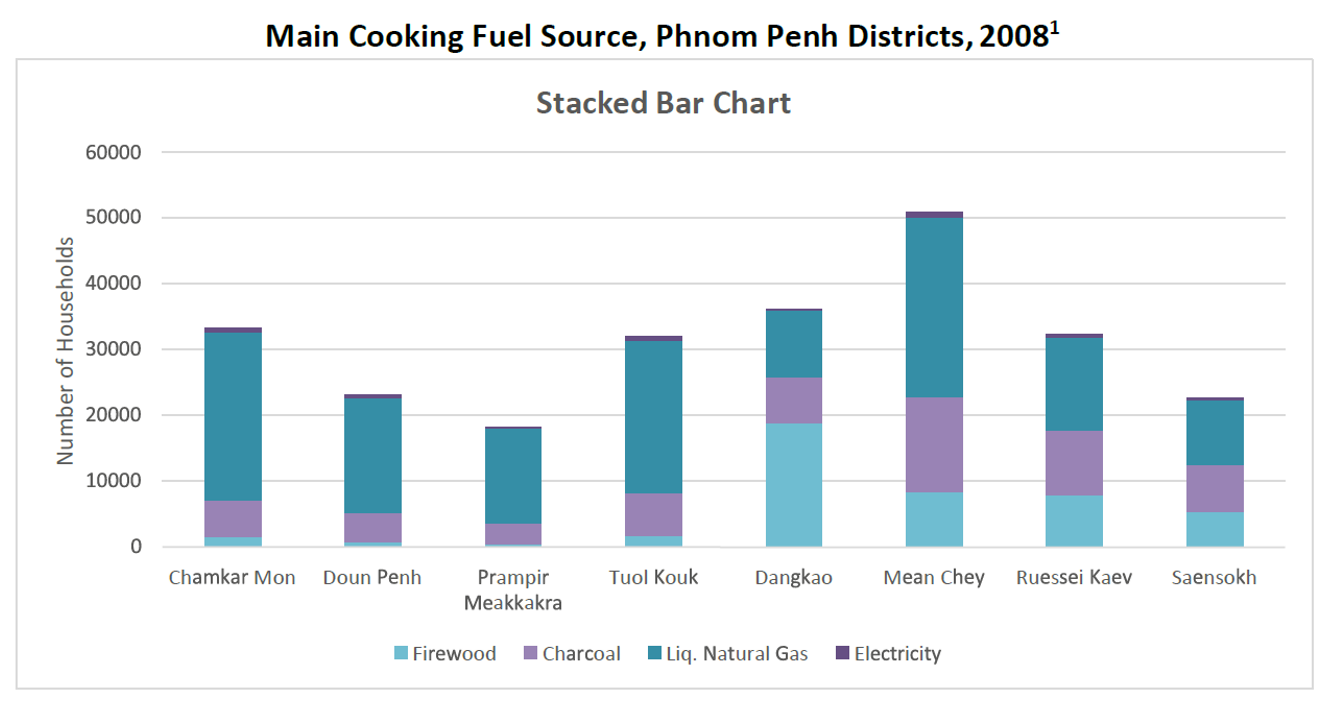 Main Cooking Fuel Source, Phnom Penh Districts, 2008¹
Stacked Bar Chart
60000
50000
40000
30000
20000
10000
0
Number of Households
Chamkar Mon
Doun Penh
Prampir
Meakkakra
Tuol Kouk
Dangkao
Mean Chey
Ruessei Kaev
Saensokh
Firewood
Charcoal
Liq. Natural Gas
Electricity